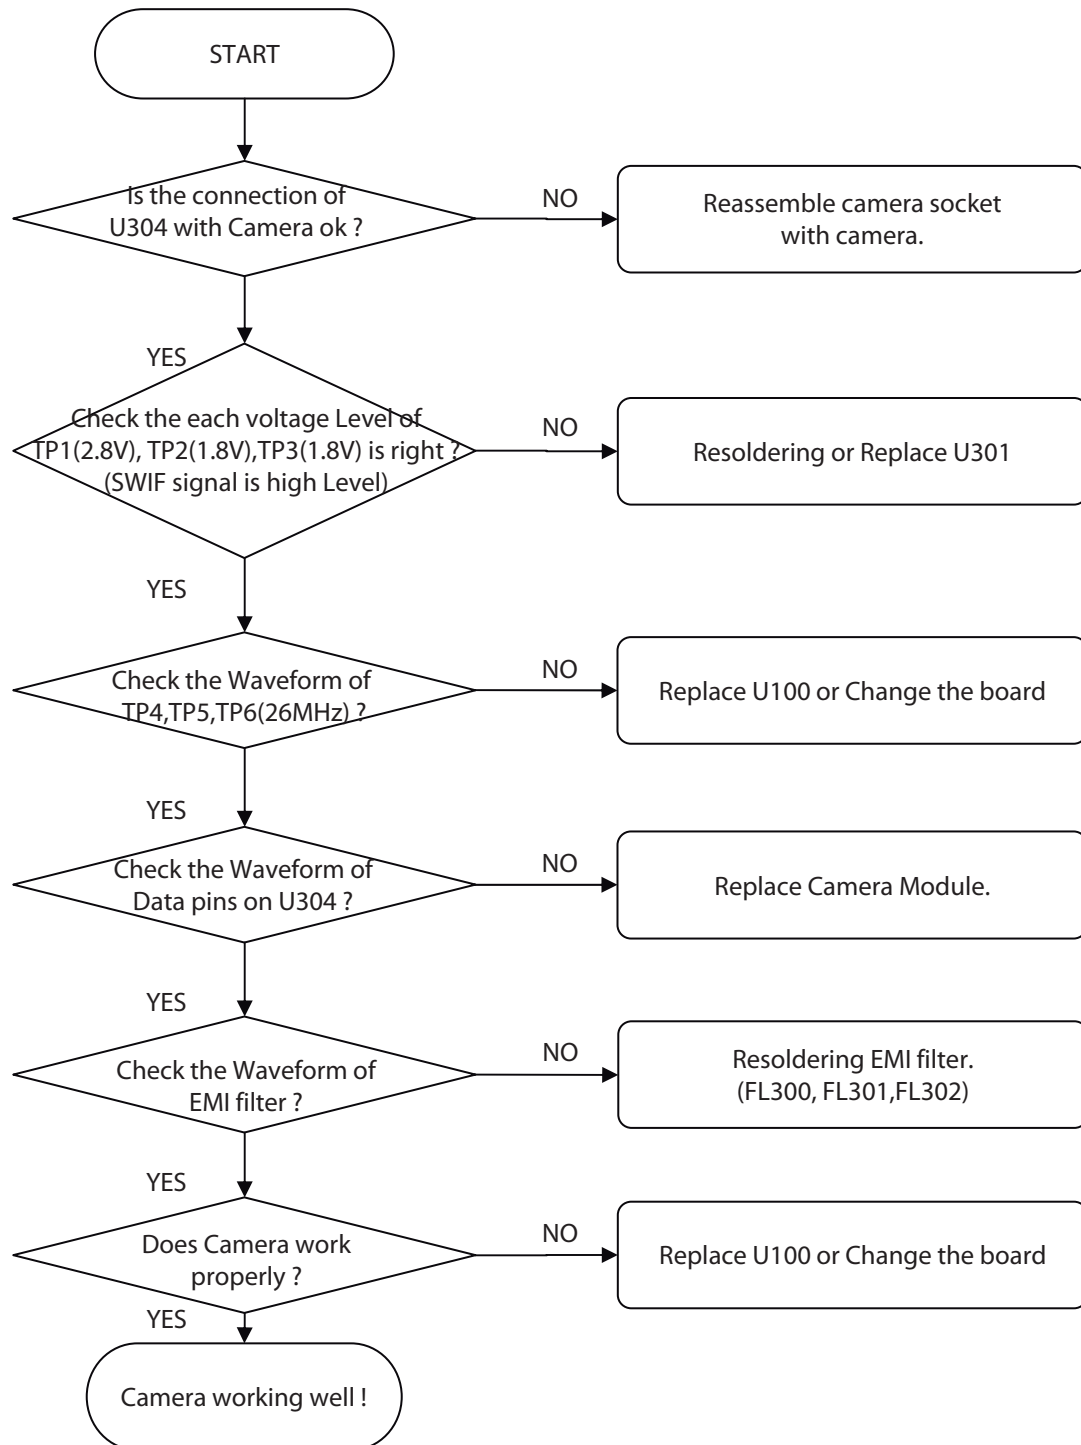 START
Is the connection of
U304 with Camera ok ?
NO
Reassemble camera socket
with camera.
YES
Check the each voltage Level of
TP1(2.8V), TP2(1.8V),TP3(1.8V) is right ?
(SWIF signal is high Level)
NO
Resoldering or Replace U301
YES
Check the Waveform of
TP4,TP5,TP6(26MHz) ?
NO
Replace U100 or Change the board
YES
Check the Waveform of
Data pins on U304 ?
NO
Replace Camera Module.
YES
Check the Waveform of
EMI filter ?
NO
Resoldering EMI filter.
(FL300, FL301,FL302)
YES
Does Camera work
properly ?
NO
Replace U100 or Change the board
YES
Camera working well !